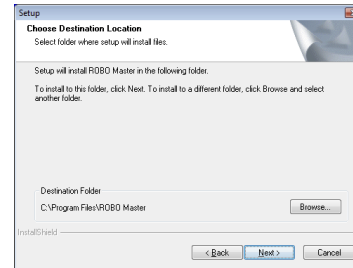 Setup
Choose Destination Location
Select folder where setup will install files.
Setup will install ROBO Master in the following folder.
To install to this folder, click Next. To install to a different folder, click Browse and select
another folder.
Destination Folder
C:\Program Files\ROBO Master
Browse...
InstallShield
< Back
Next >
Cancel